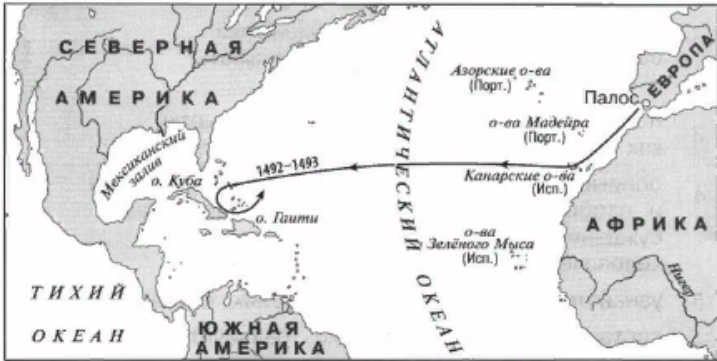 СЕВЕРНАЯ
АМЕРИКА
АТЛАНТИЧЕСКИЙ ОКЕАН
Азорские о-ва
(Порт.)
ЕВРОПА
Палос
о-ва Мадейра
(Порт.)
Мексиканский
залив
1492–1493
о. Куба
Канарские о-ва
(Исп.)
о. Гаити
АФРИКА
о-ва
Зелёного Мыса
(Исп.)
Нигер
ТИХИЙ
ОКЕАН
ЮЖНАЯ
АМЕРИКА